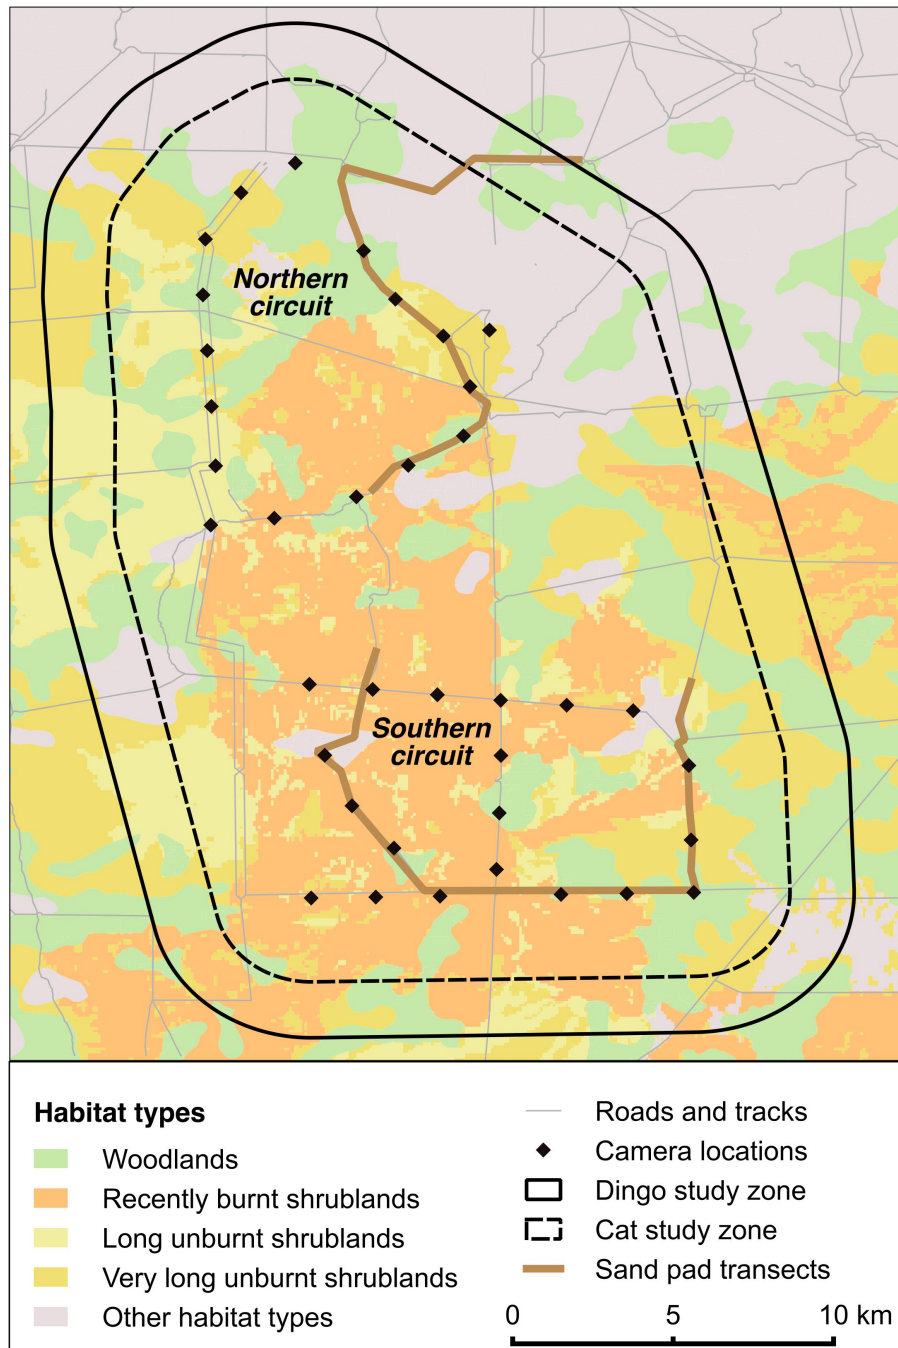 Northern
circuit
Southern
circuit
Habitat types
Woodlands
Recently burnt shrublands
Long unburnt shrublands
Very long unburnt shrublands
Other habitat types
Roads and tracks
Camera locations
Dingo study zone
Cat study zone
Sand pad transects
0 5 10 km